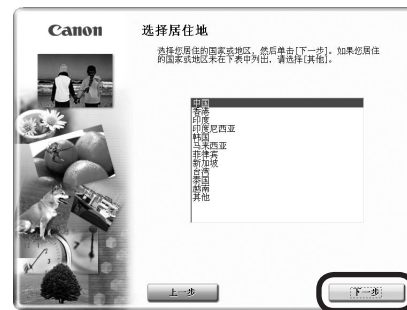 Canon
选择居住地
选择您居住的国家或地区，然后单击[下一步]。如果您居住
的国家或地区未在下表中列出，请选择[其他]。
中国
香港
印度
印度尼西亚
韩国
马来西亚
菲律宾
新加坡
台湾
泰国
越南
其他
上一步
下一步